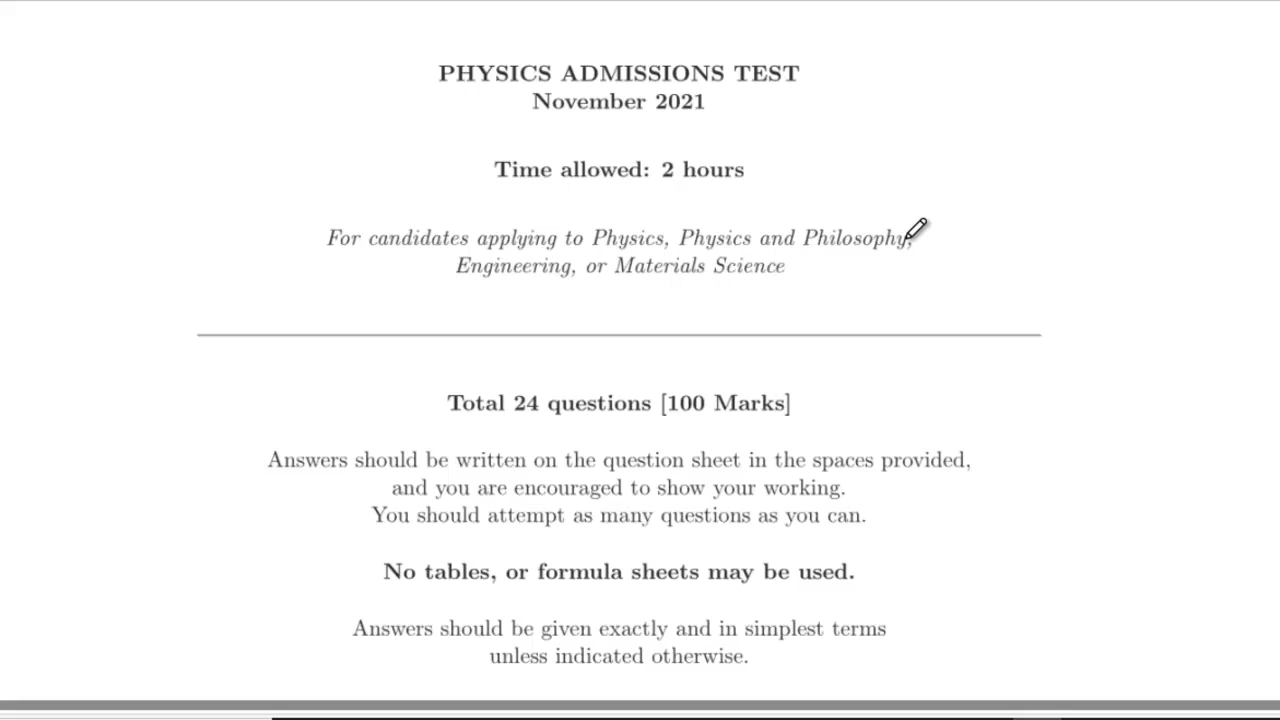 PHYSICS ADMISSIONS TEST
November 2021
Time allowed: 2 hours
For candidates applying to Physics, Physics and Philosophy,
Engineering, or Materials Science
Total 24 questions [100 Marks]
Answers should be written on the question sheet in the spaces provided,
and you are encouraged to show your working.
You should attempt as many questions as you can.
No tables, or formula sheets may be used.
Answers should be given exactly and in simplest terms
unless indicated otherwise.